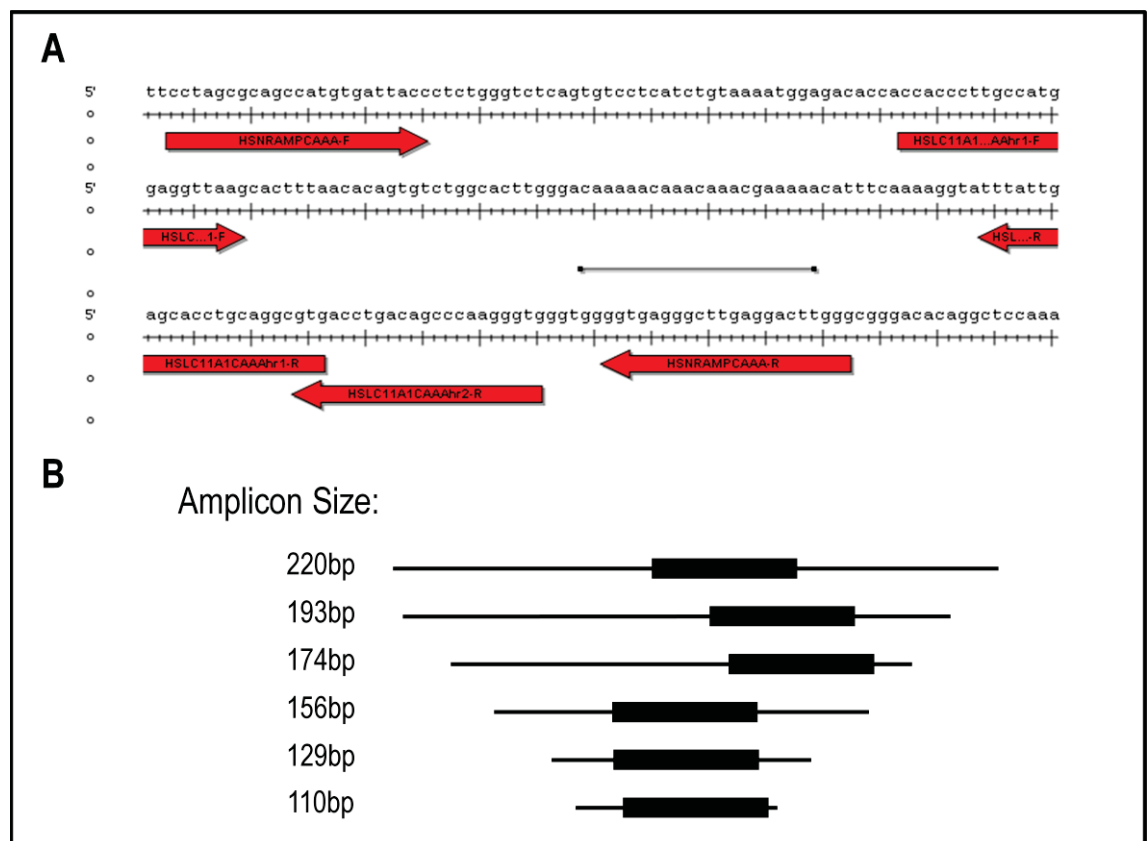 A
5' ttcctagcgcagccatgtgattaccctctgggtctcagtgtcctcatctgtaaaatggagacaccaccacccttgccatg
HSNRAMPCAAA-F HSLC11A1...AAhr1-F
5' gaggttaagcactttaacacagtgtctggcacttgggacaaaaacaaacaaacgaaaaacatttcaaaaggtatttattg
HSLC...1-F HSL...-R
5' agcacctgcaggcgtgacctgacagcccaagggtgggtggggtgagggcttgaggacttgggcgggacacaggctccaaa
HSLC11A1CAAAhr1-R HSNRAMPCAAA-R
HSLC11A1CAAAhr2-R
B
Amplicon Size:
220bp
193bp
174bp
156bp
129bp
110bp